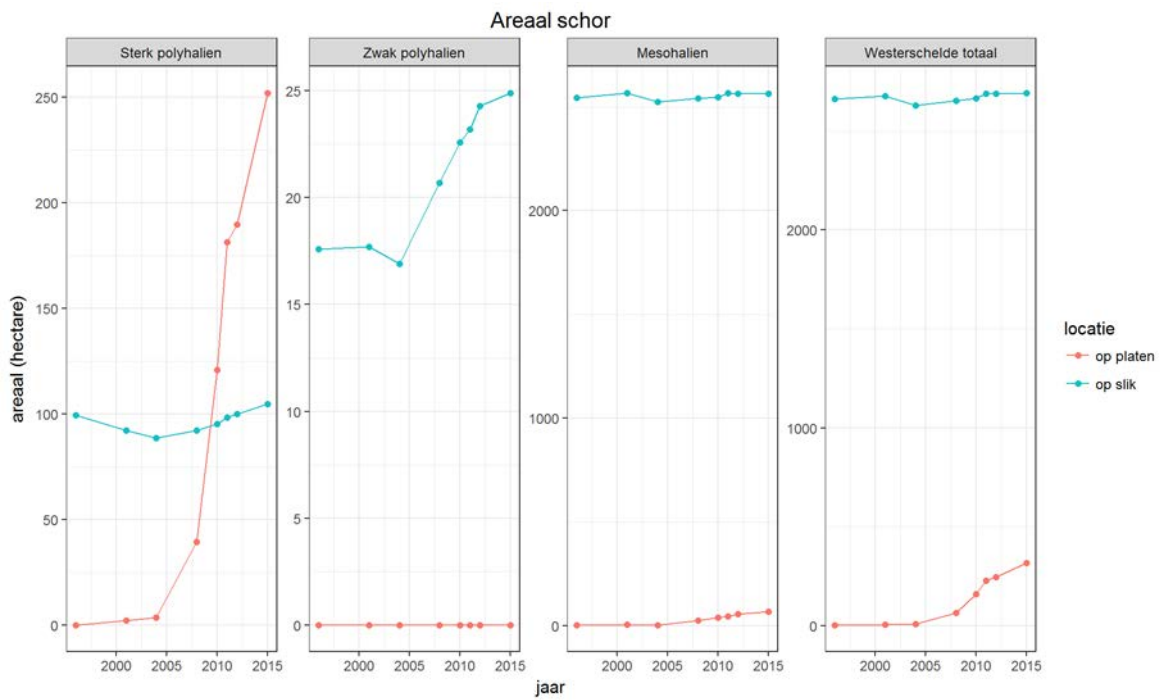 Areaal schor
Sterk polyhalien
Zwak polyhalien
Mesohalien
Westerschelde totaal
areaal (hectare)
250
200
150
100
50
0
25
20
15
10
5
0
2000
1000
0
2000
1000
0
2000 2005 2010 2015
2000 2005 2010 2015
2000 2005 2010 2015
2000 2005 2010 2015
jaar
locatie
op platen
op slik